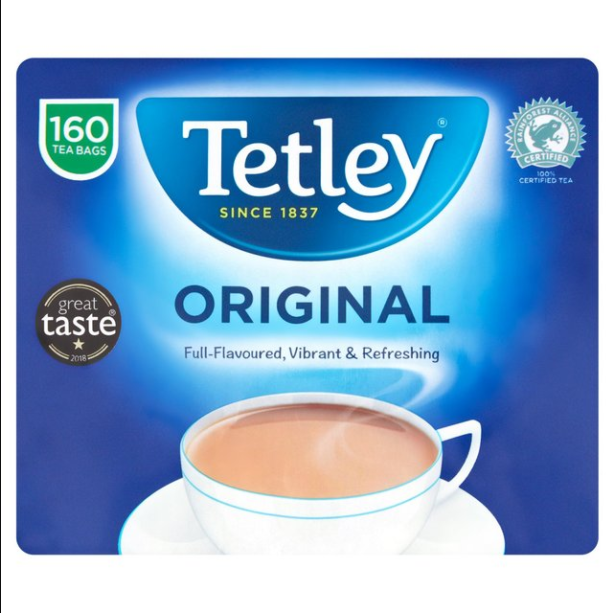 160
TEA BAGS
Tetley®
SINCE 1837
RAINFOREST ALLIANCE
CERTIFIED
100%
CERTIFIED TEA
ORIGINAL
great
taste®
2018
Full-Flavoured, Vibrant & Refreshing